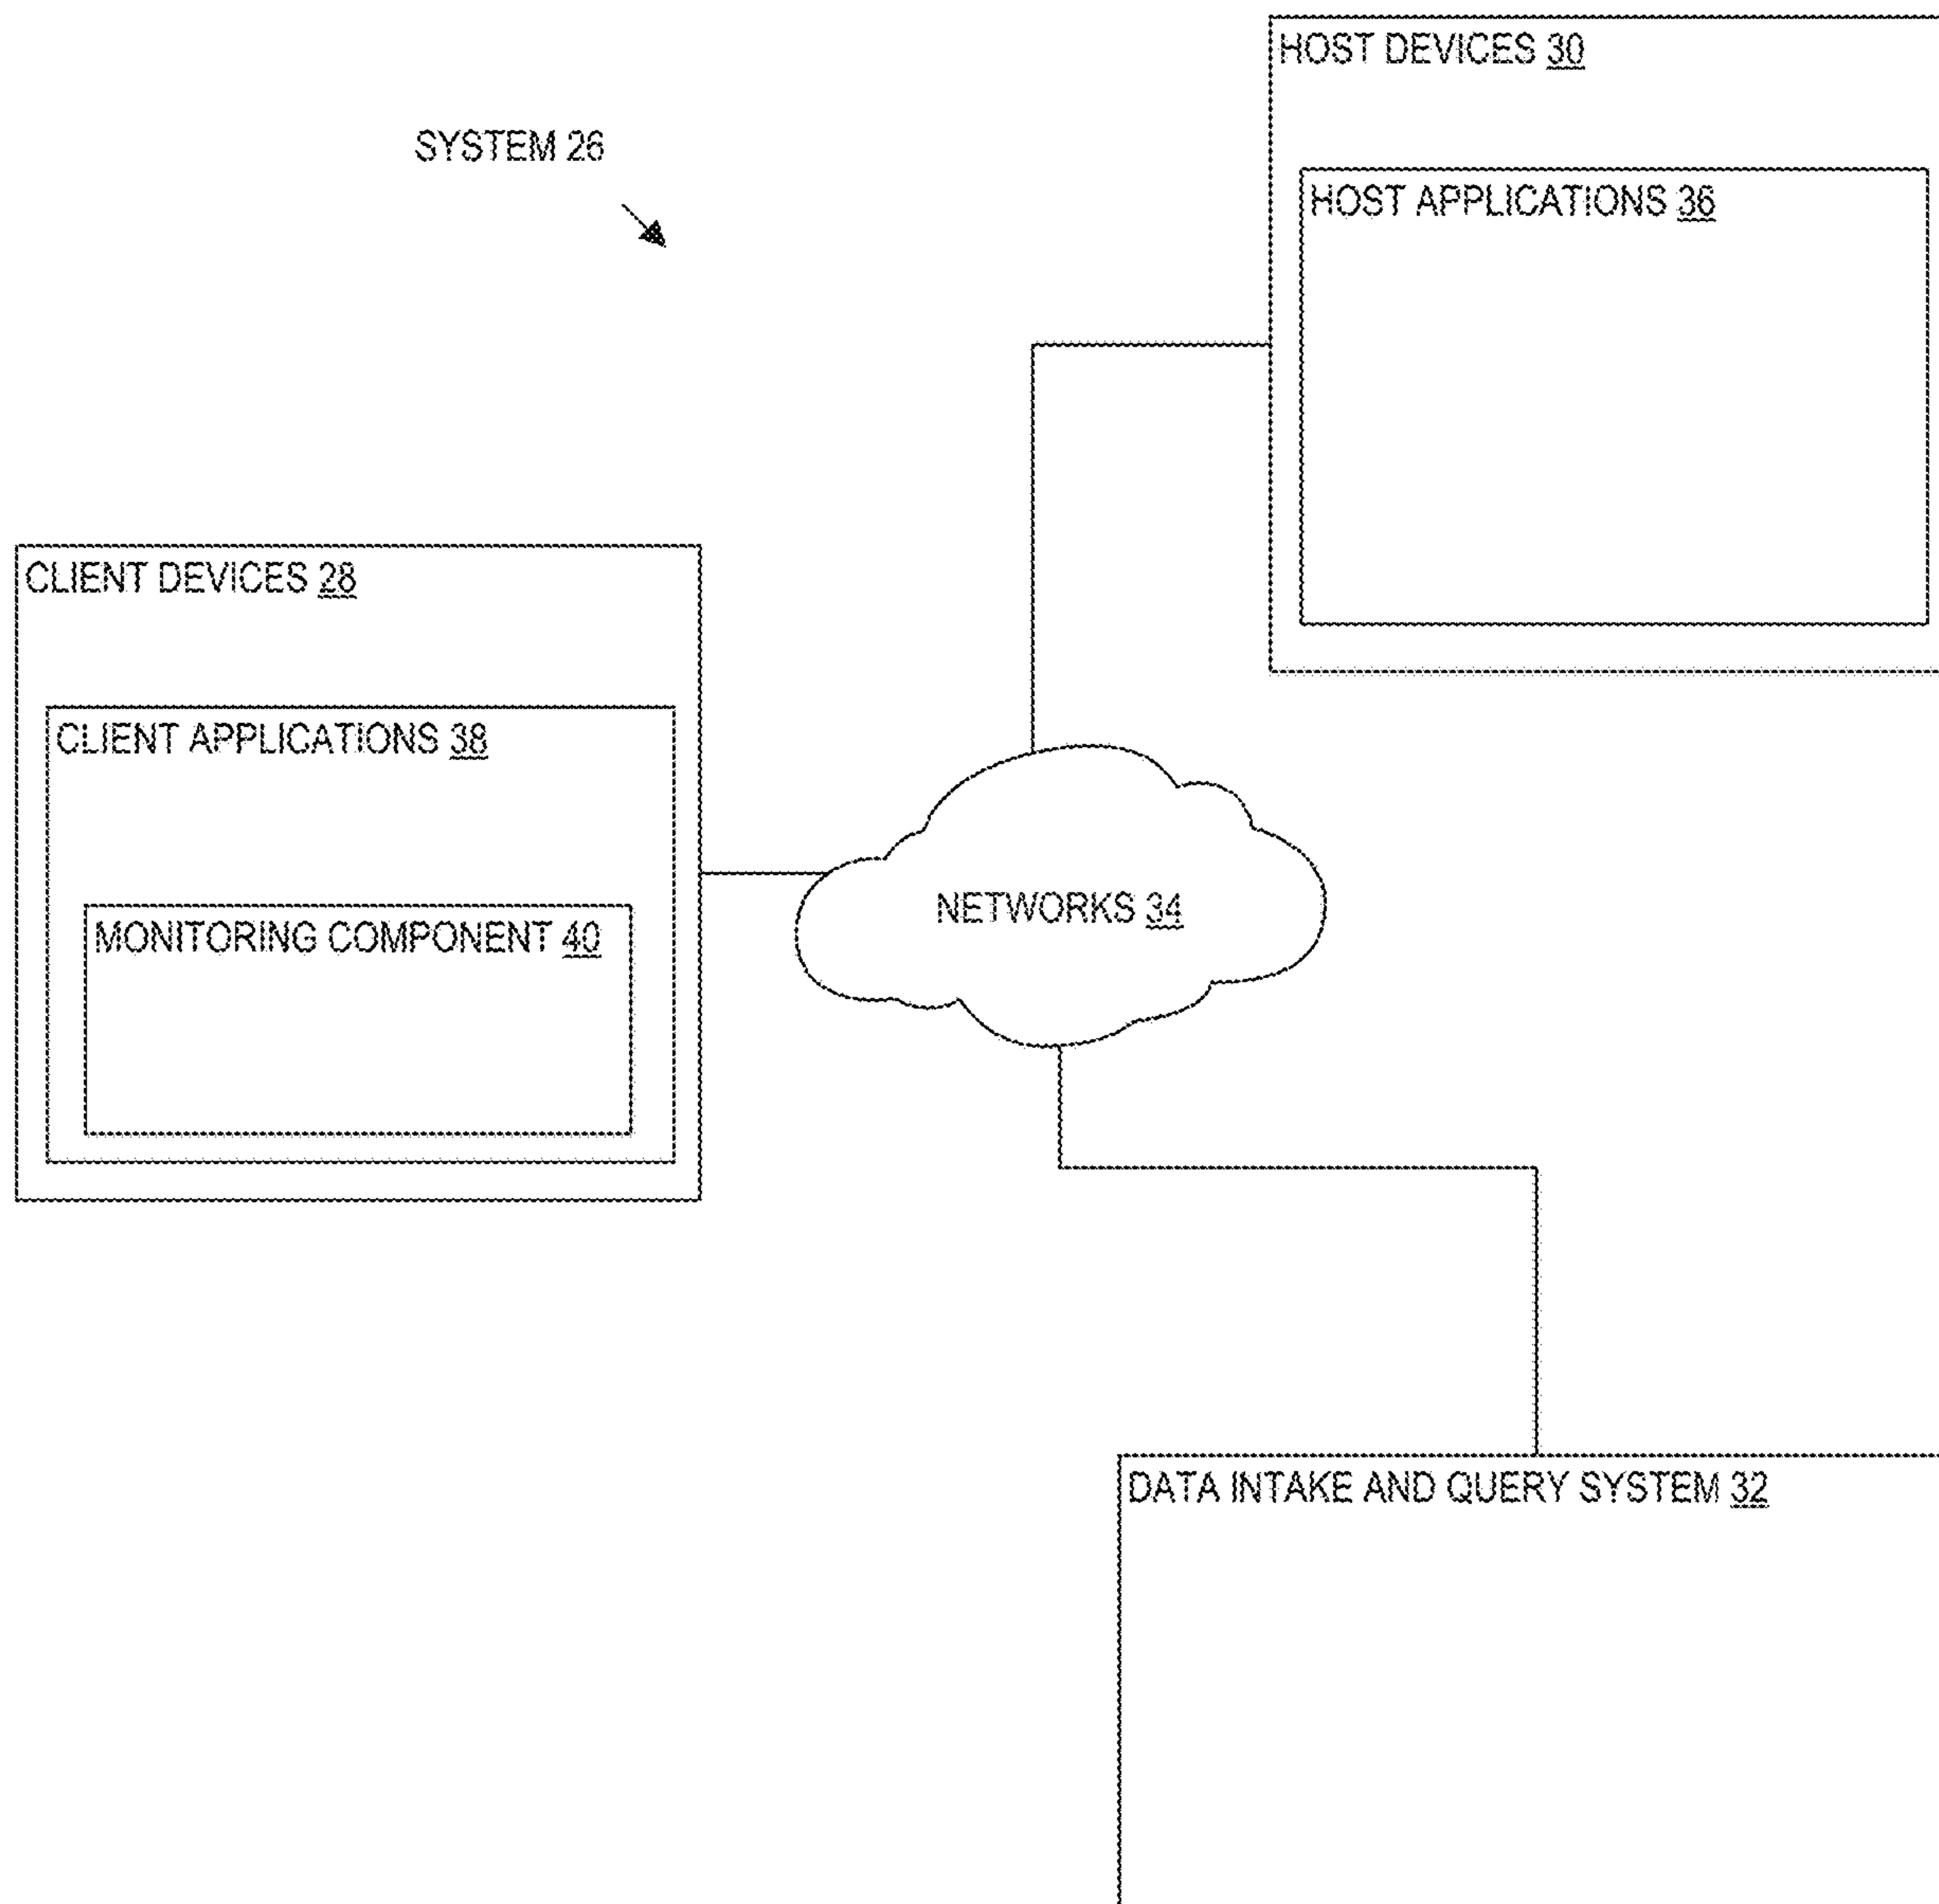 HOST DEVICES 30
SYSTEM 26
HOST APPLICATIONS 36
CLIENT DEVICES 28
CLIENT APPLICATIONS 38
NETWORKS 34
MONITORING COMPONENT 40
DATA INTAKE AND QUERY SYSTEM 32